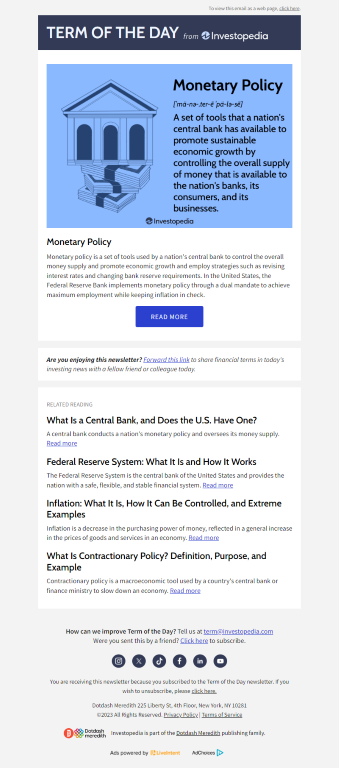 To view this email as a web page, click here.
TERM OF THE DAY from Investopedia
Monetary Policy
['mä-nə-ˌter-ē 'pä-lə-sē]
A set of tools that a nation's
central bank has available to
promote sustainable
economic growth by
controlling the overall supply
of money that is available to
the nation's banks, its
consumers, and its
businesses.
Investopedia
Monetary Policy
Monetary policy is a set of tools used by a nation's central bank to control the overall
money supply and promote economic growth and employ strategies such as revising
interest rates and changing bank reserve requirements. In the United States, the
Federal Reserve Bank implements monetary policy through a dual mandate to achieve
maximum employment while keeping inflation in check.
READ MORE
Are you enjoying this newsletter? Forward this link to share financial terms in today's
investing news with a fellow friend or colleague today.
RELATED READING
What Is a Central Bank, and Does the U.S. Have One?
A central bank conducts a nation's monetary policy and oversees its money supply.
Read more
Federal Reserve System: What It Is and How It Works
The Federal Reserve System is the central bank of the United States and provides the
nation with a safe, flexible, and stable financial system. Read more
Inflation: What It Is, How It Can Be Controlled, and Extreme
Examples
Inflation is a decrease in the purchasing power of money, reflected in a general increase
in the prices of goods and services in an economy. Read more
What Is Contractionary Policy? Definition, Purpose, and
Example
Contractionary policy is a macroeconomic tool used by a country's central bank or
finance ministry to slow down an economy. Read more
How can we improve Term of the Day? Tell us at term@Investopedia.com
Were you sent this by a friend? Click here to subscribe.
You are receiving this newsletter because you subscribed to the Term of the Day newsletter. If you
wish to unsubscribe, please click here.
Dotdash Meredith 225 Liberty St, 4th Floor, New York, NY 10281
©2023 All Rights Reserved. Privacy Policy | Terms of Service
Dotdash
meredith
Investopedia is part of the Dotdash Meredith publishing family.
Ads powered by LiveIntent AdChoices